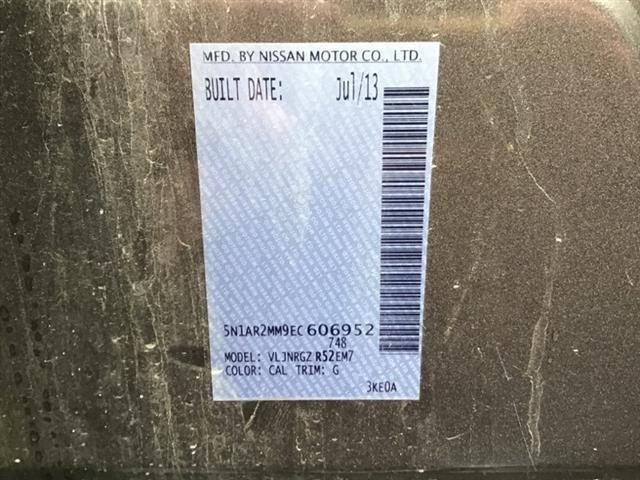 MFD. BY NISSAN MOTOR CO., LTD.
BUILT DATE: Jul/13
5N1AR2MM9EC606952
748
MODEL: VLJNRGZ R52EM7
COLOR: CAL TRIM: G
3KE0A